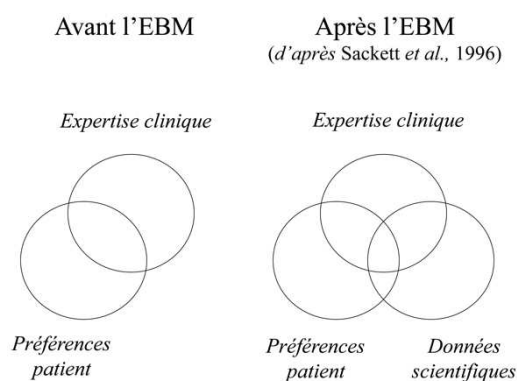 Avant l’EBM
Après l’EBM
(d’après Sackett et al., 1996)
Expertise clinique
Expertise clinique
Préférences
patient
Préférences
patient
Données
scientifiques